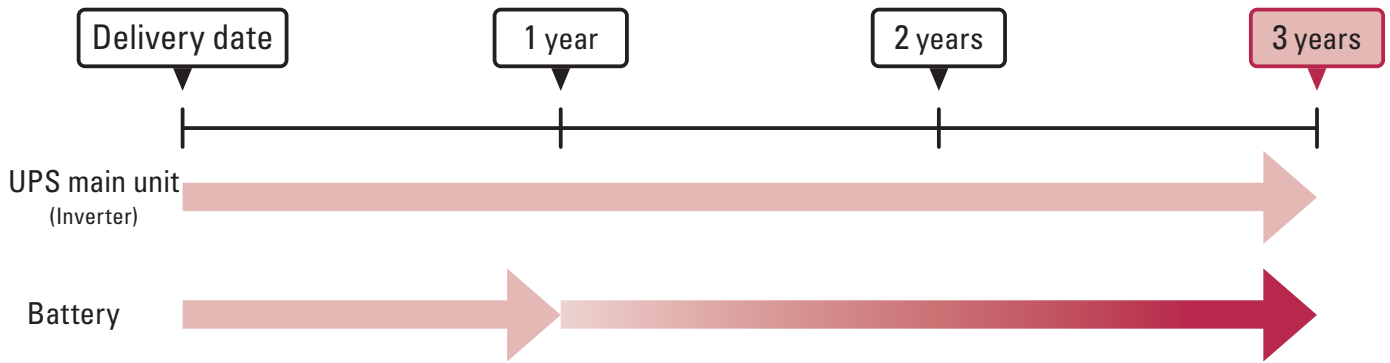 Delivery date
1 year
2 years
3 years
UPS main unit
(Inverter)
Battery